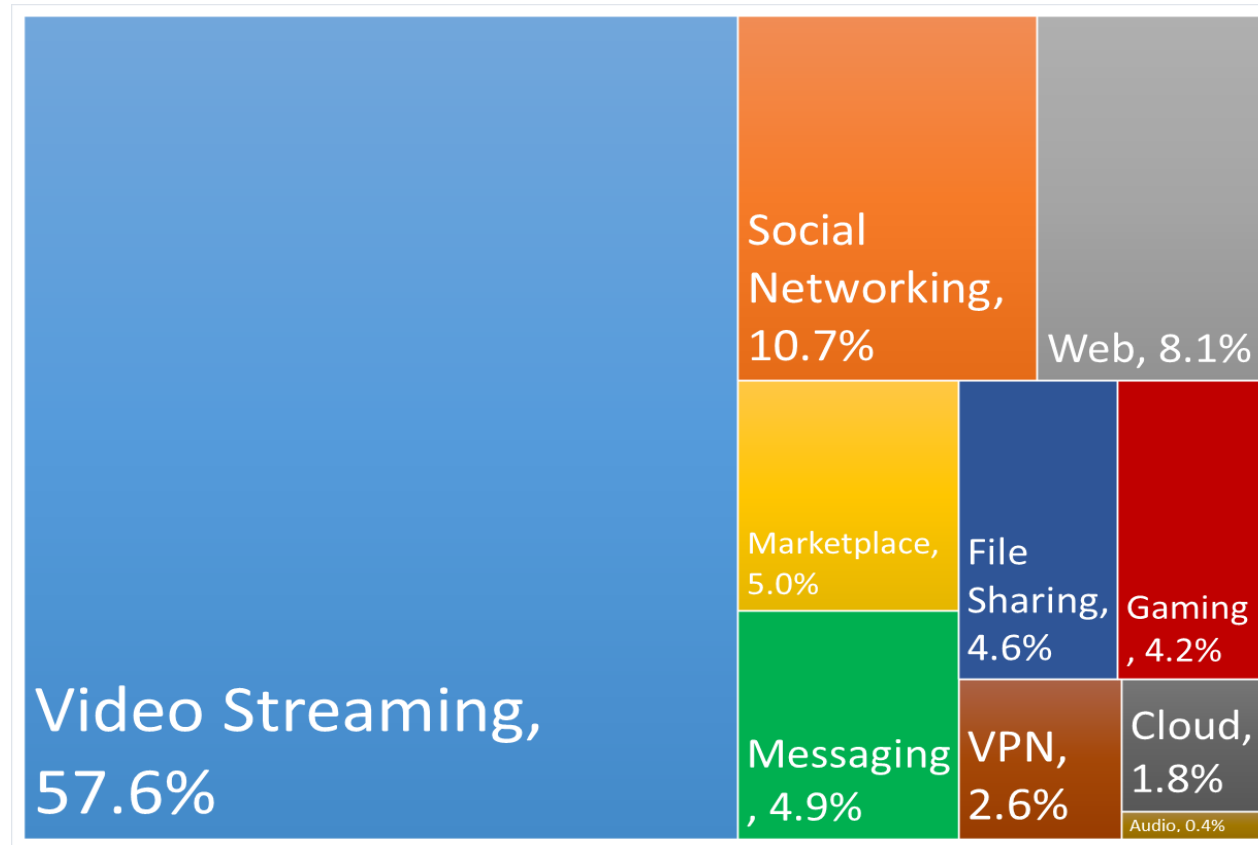 Video Streaming,
57.6%
Social
Networking,
10.7%
Web, 8.1%
Marketplace,
5.0%
File
Sharing,
4.6%
Gaming
, 4.2%
Messaging
, 4.9%
VPN,
2.6%
Cloud,
1.8%
Audio, 0.4%